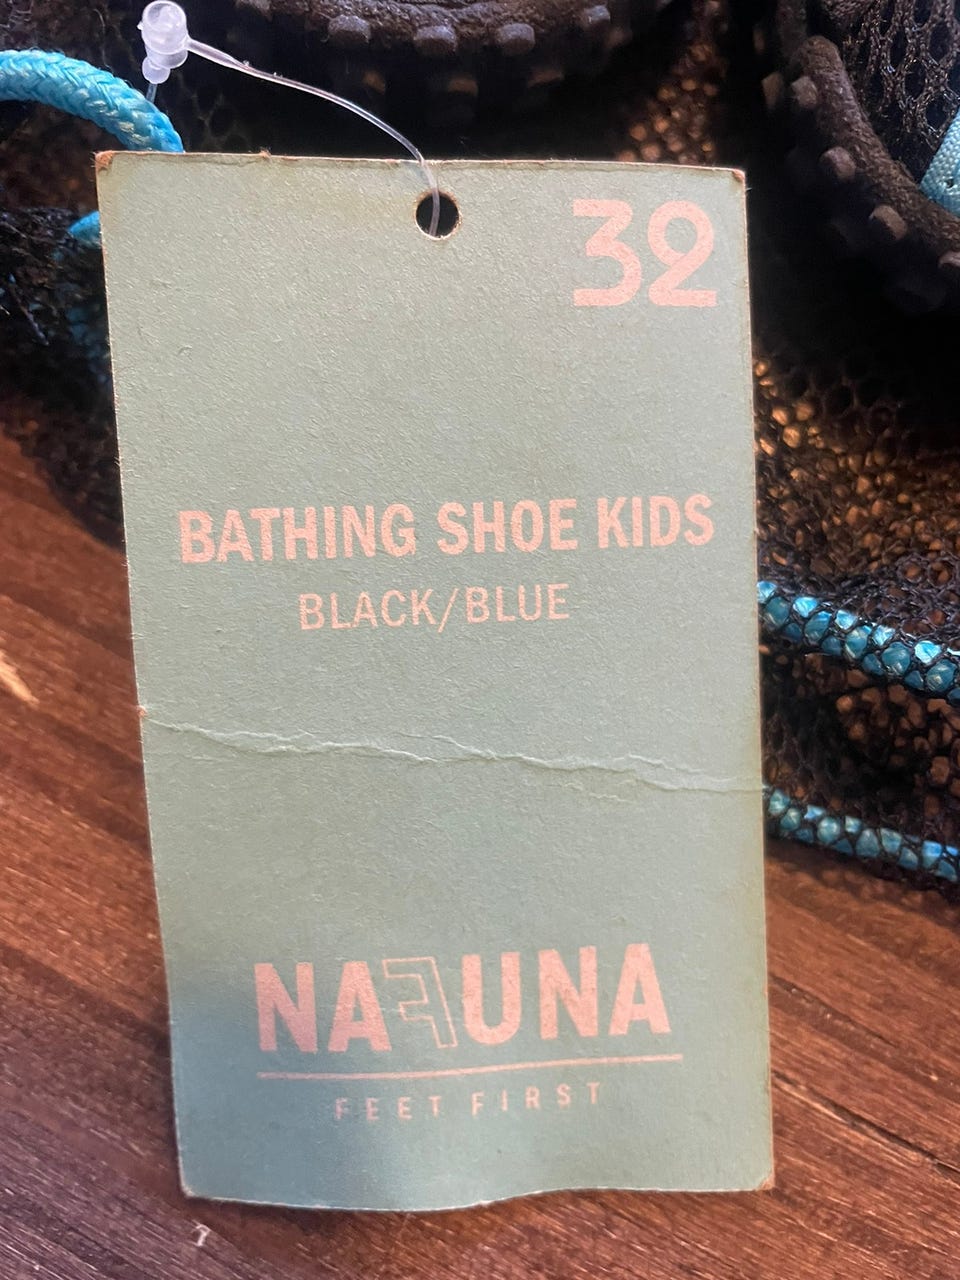 32
BATHING SHOE KIDS
BLACK/BLUE
NAFUNA
FEET FIRST